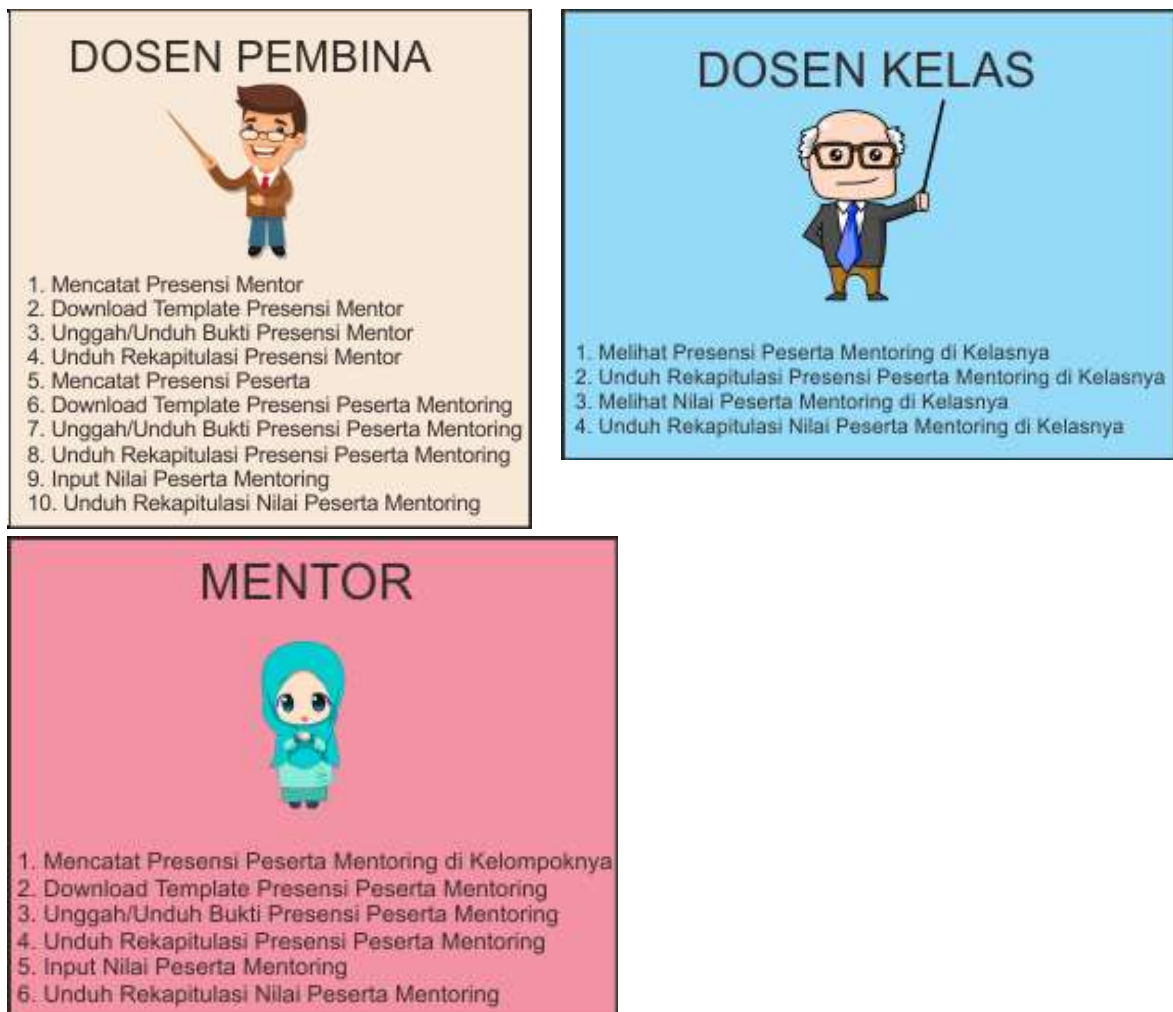 DOSEN PEMBINA
1. Mencatat Presensi Mentor
2. Download Template Presensi Mentor
3. Unggah/Unduh Bukti Presensi Mentor
4. Unduh Rekapitulasi Presensi Mentor
5. Mencatat Presensi Peserta
6. Download Template Presensi Peserta Mentoring
7. Unggah/Unduh Bukti Presensi Peserta Mentoring
8. Unduh Rekapitulasi Presensi Peserta Mentoring
9. Input Nilai Peserta Mentoring
10. Unduh Rekapitulasi Nilai Peserta Mentoring
DOSEN KELAS
1. Melihat Presensi Peserta Mentoring di Kelasnya
2. Unduh Rekapitulasi Presensi Peserta Mentoring di Kelasnya
3. Melihat Nilai Peserta Mentoring di Kelasnya
4. Unduh Rekapitulasi Nilai Peserta Mentoring di Kelasnya
MENTOR
1. Mencatat Presensi Peserta Mentoring di Kelompoknya
2. Download Template Presensi Peserta Mentoring
3. Unggah/Unduh Bukti Presensi Peserta Mentoring
4. Unduh Rekapitulasi Presensi Peserta Mentoring
5. Input Nilai Peserta Mentoring
6. Unduh Rekapitulasi Nilai Peserta Mentoring